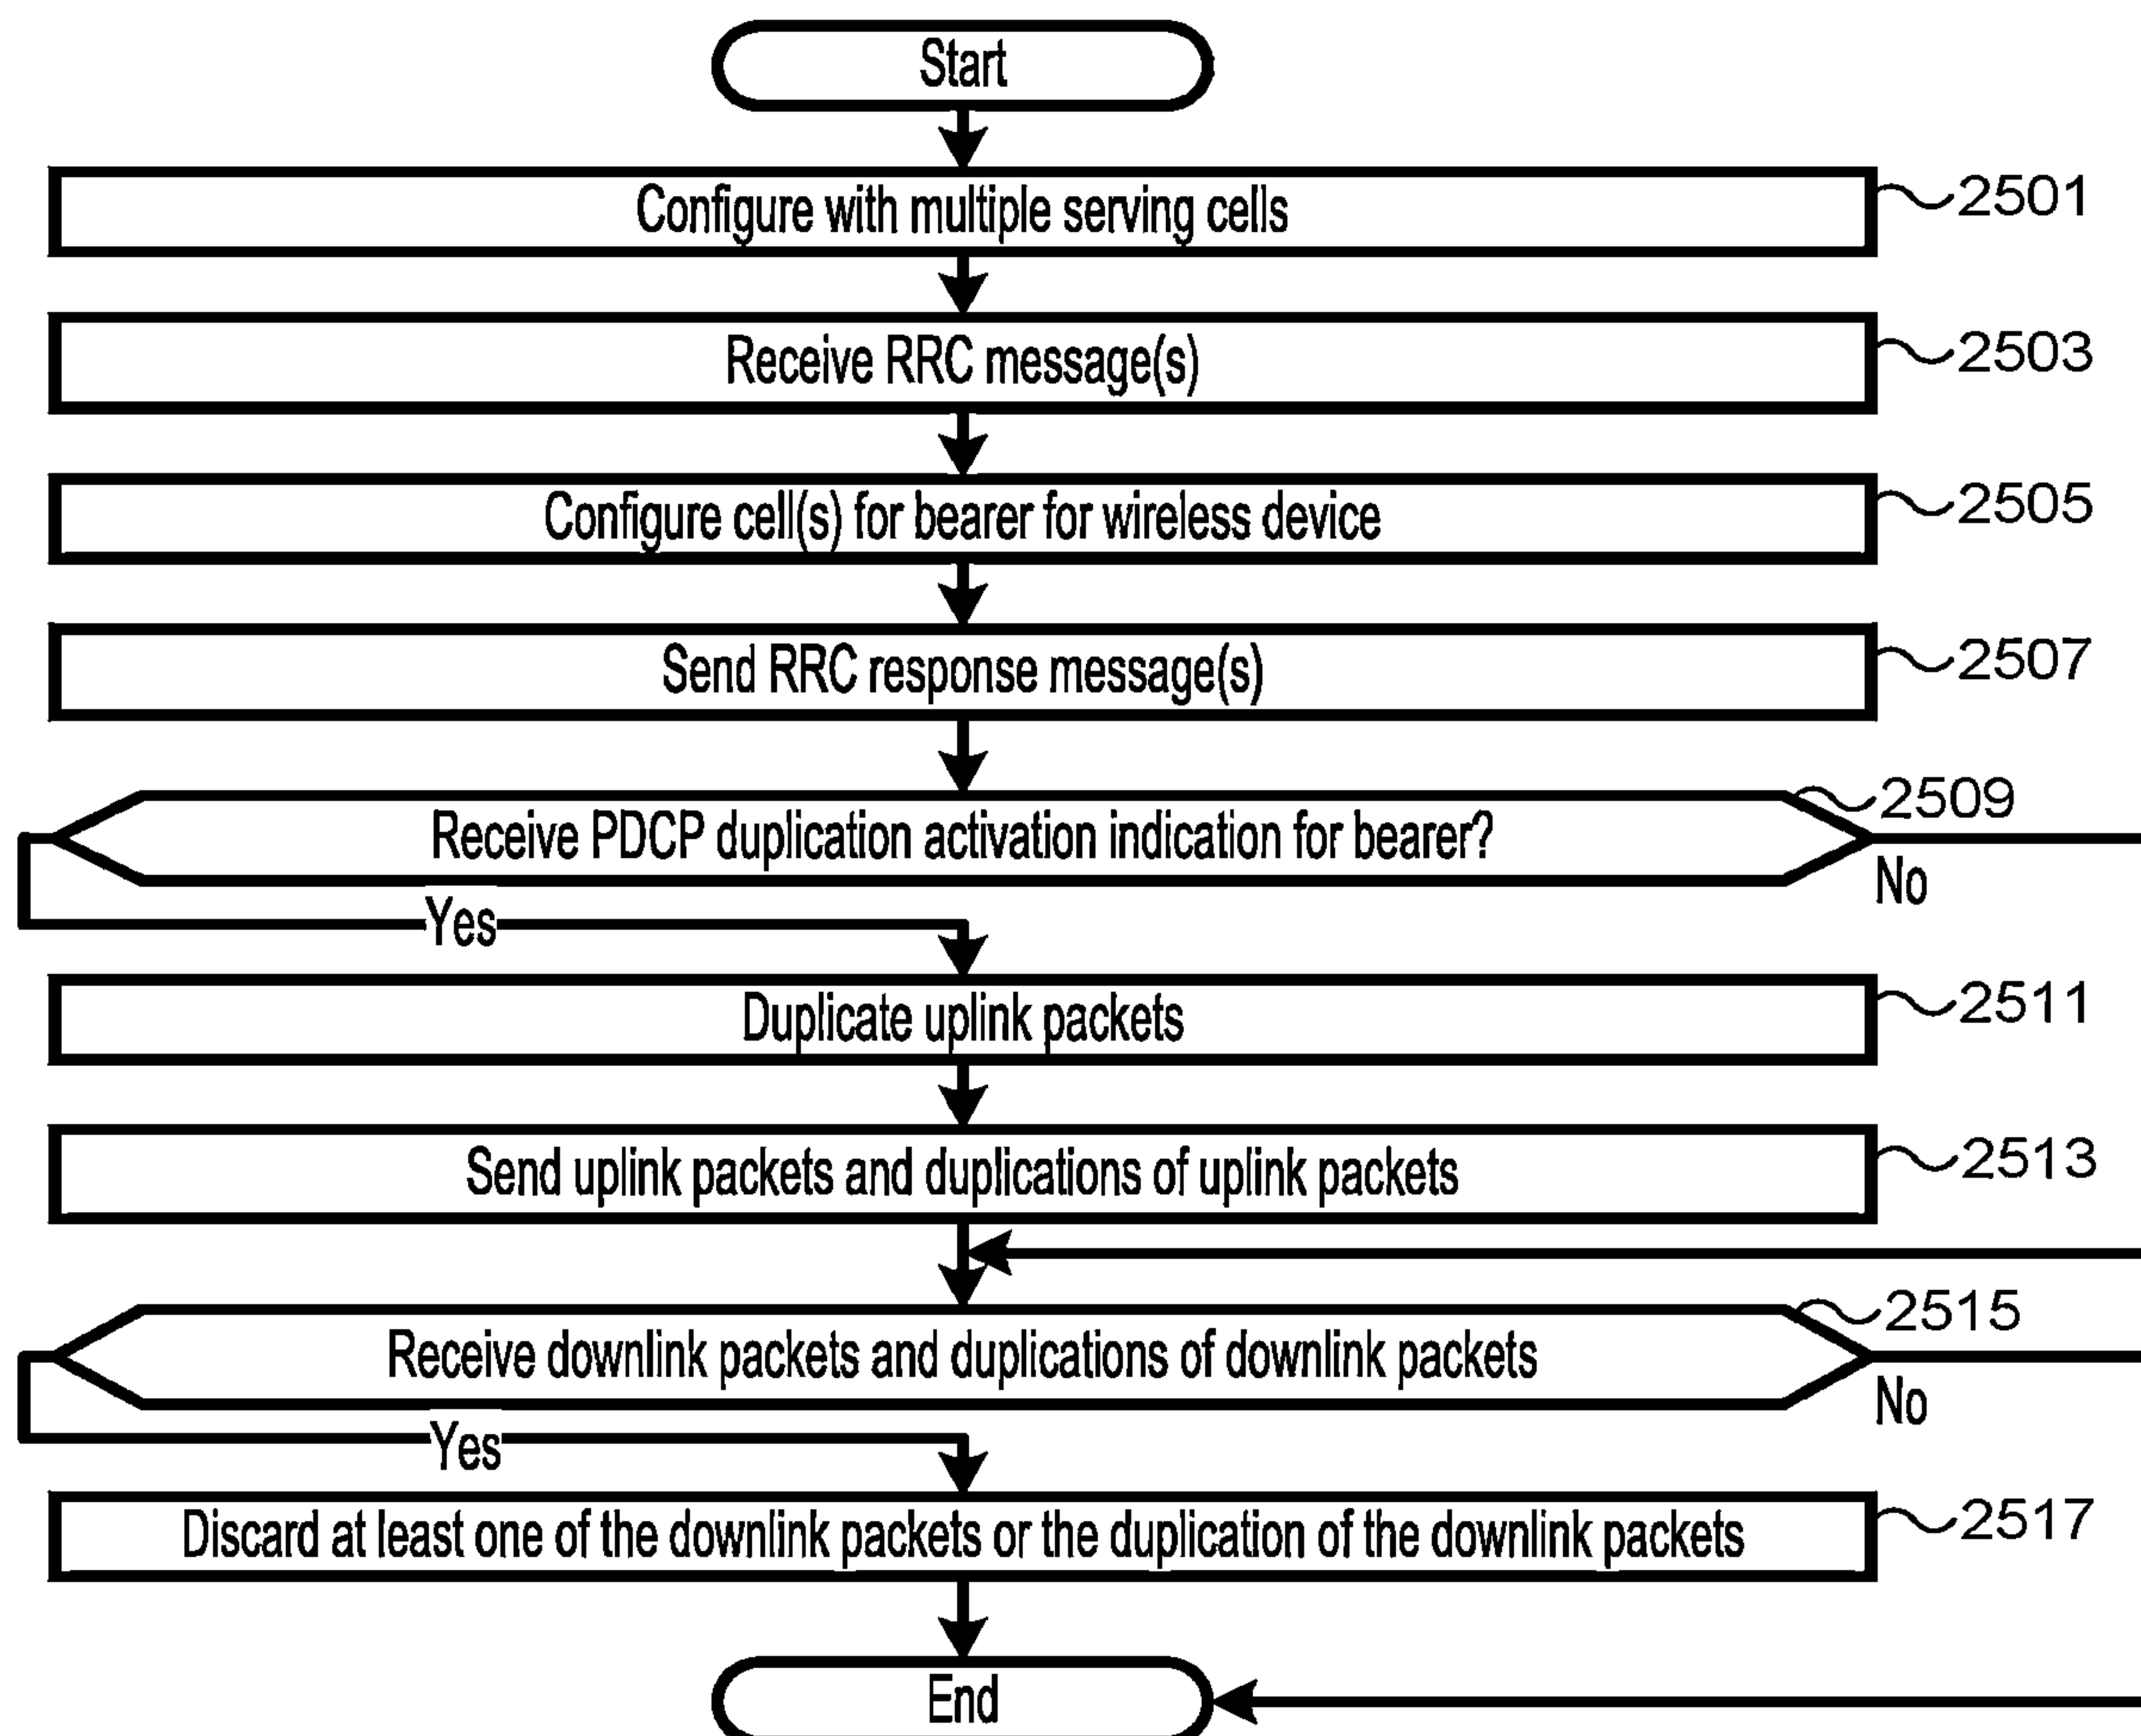 Start
Configure with multiple serving cells
2501
Receive RRC message(s)
2503
Configure cell(s) for bearer for wireless device
2505
Send RRC response message(s)
2507
Receive PDCP duplication activation indication for bearer?
2509
No
Yes
Duplicate uplink packets
2511
Send uplink packets and duplications of uplink packets
2513
Receive downlink packets and duplications of downlink packets
2515
No
Yes
Discard at least one of the downlink packets or the duplication of the downlink packets
2517
End